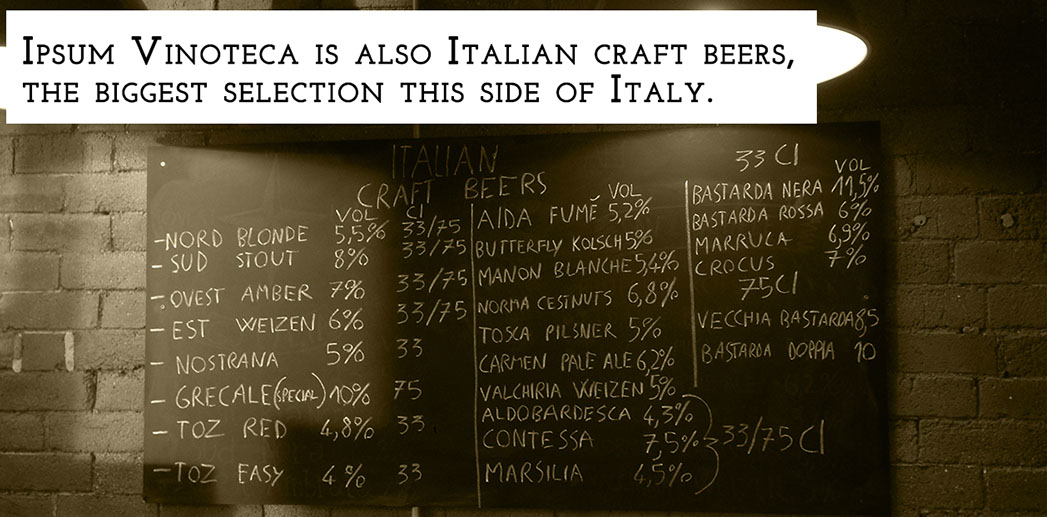 Ipsum Vinoteca is also Italian craft beers,
the biggest selection this side of Italy.
ITALIAN
CRAFT BEERS
VOL Cl
-NORD BLONDE 5,5% 33/75
-SUD STOUT 8% 33/75
-OVEST AMBER 7% 33/75
-EST WEIZEN 6% 33/75
-NOSTRANA 5% 33
-GRECALE (SPECIAL) 10% 75
-TOZ RED 4,8% 33
-TOZ EASY 4% 33
VOL
AIDA FUMÉ 5,2%
BUTTERFLY KOLSCH 5%
MANON BLANCHE 5,4%
NORMA CESTNUTS 6,8%
TOSCA PILSNER 5%
CARMEN PALE ALE 6,2%
VALCHIRIA WEIZEN 5%
ALDOBARDESCA 4,3%
CONTESSA 7,5% 33/75 Cl
MARSILIA 4,5%
33 Cl
VOL
BASTARDA NERA 11,5%
BASTARDA ROSSA 6%
MARRUCA 6,9%
CROCUS 7%
75 Cl
VECCHIA BASTARDA 8,5
BASTARDA DOPPIA 10